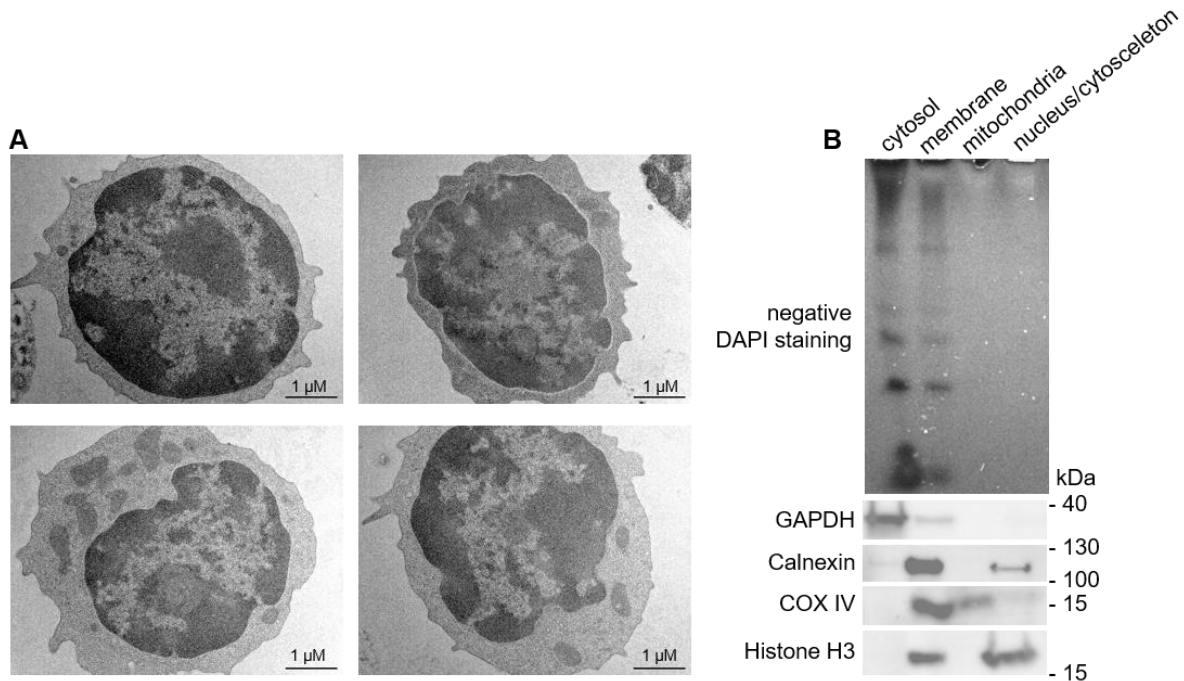 A
1 µM
1 µM
1 µM
1 µM
B
cytosol
membrane
mitochondria
nucleus/cytosceleton
negative
DAPI staining
kDa
GAPDH
- 40
Calnexin
- 130
100
COX IV
- 15
Histone H3
15